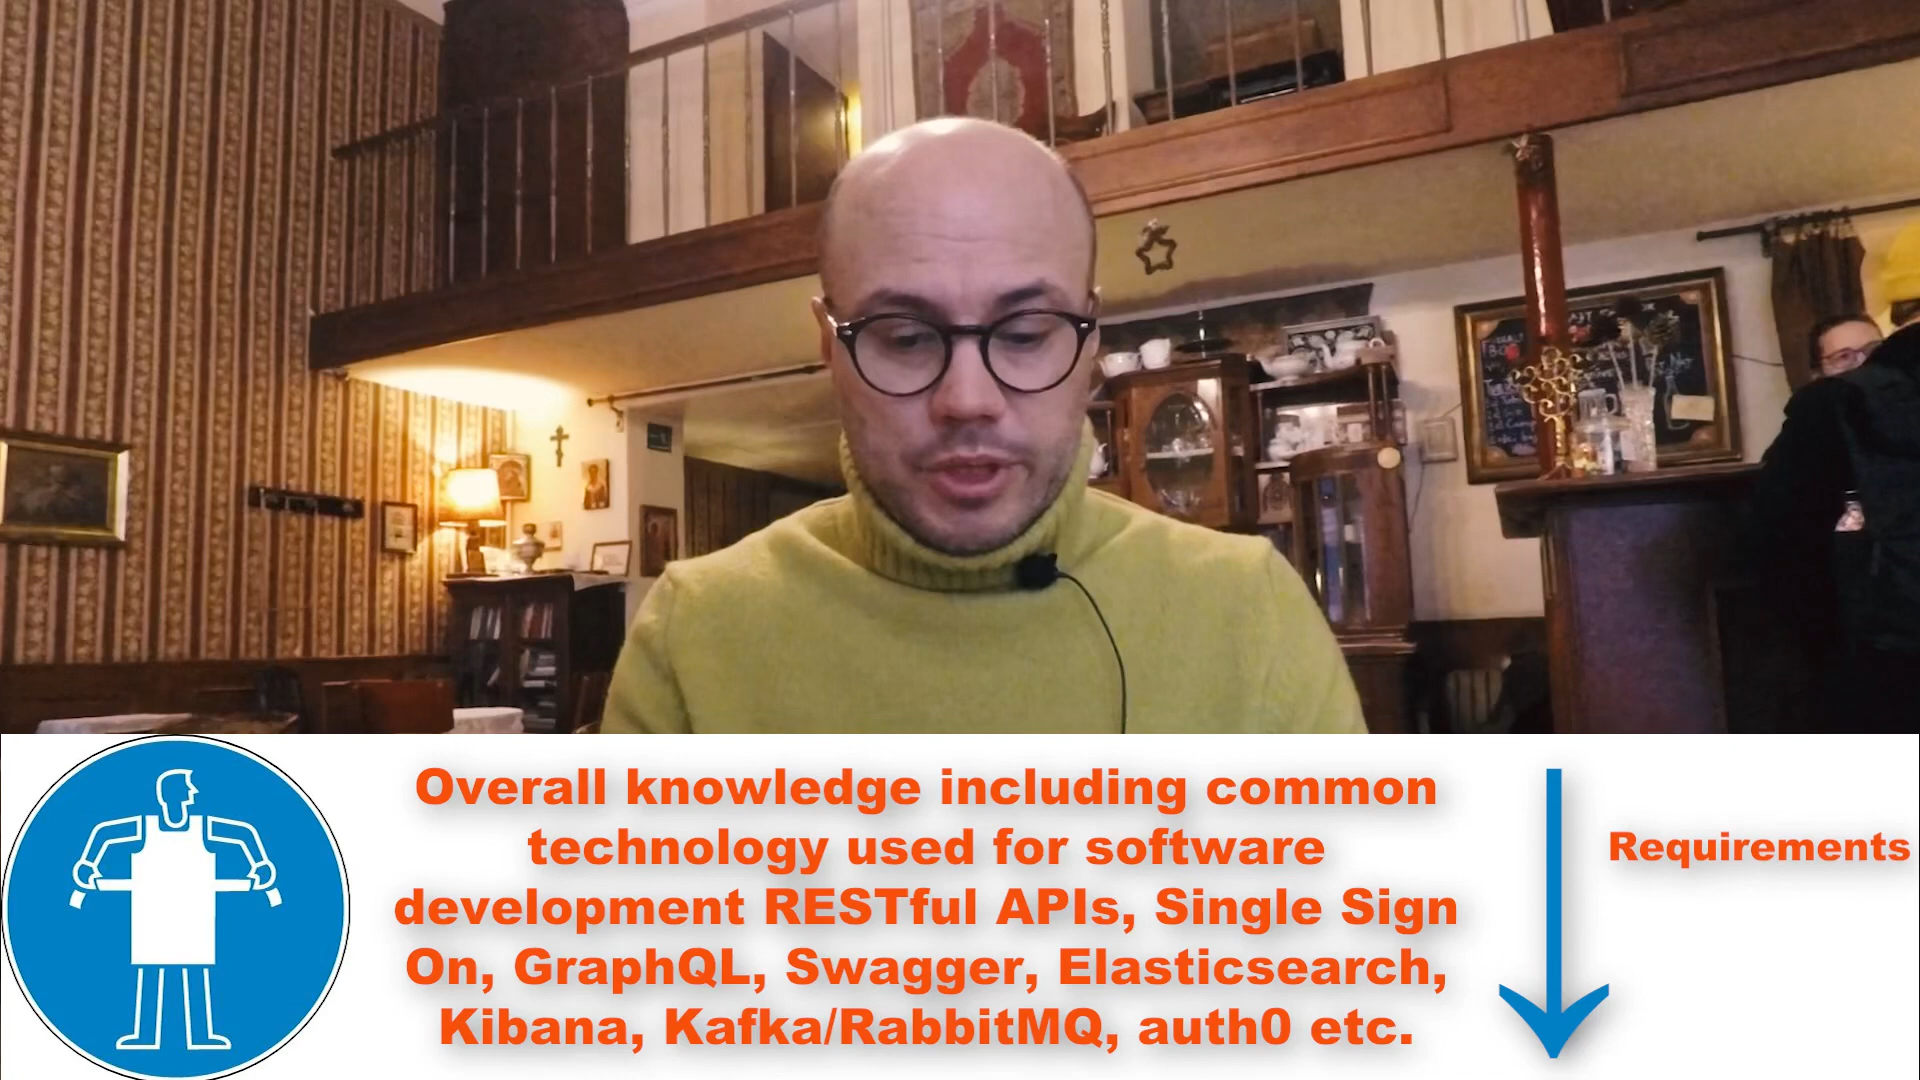 Overall knowledge including common
technology used for software
development RESTful APIs, Single Sign
On, GraphQL, Swagger, Elasticsearch,
Kibana, Kafka/RabbitMQ, auth0 etc.
Requirements